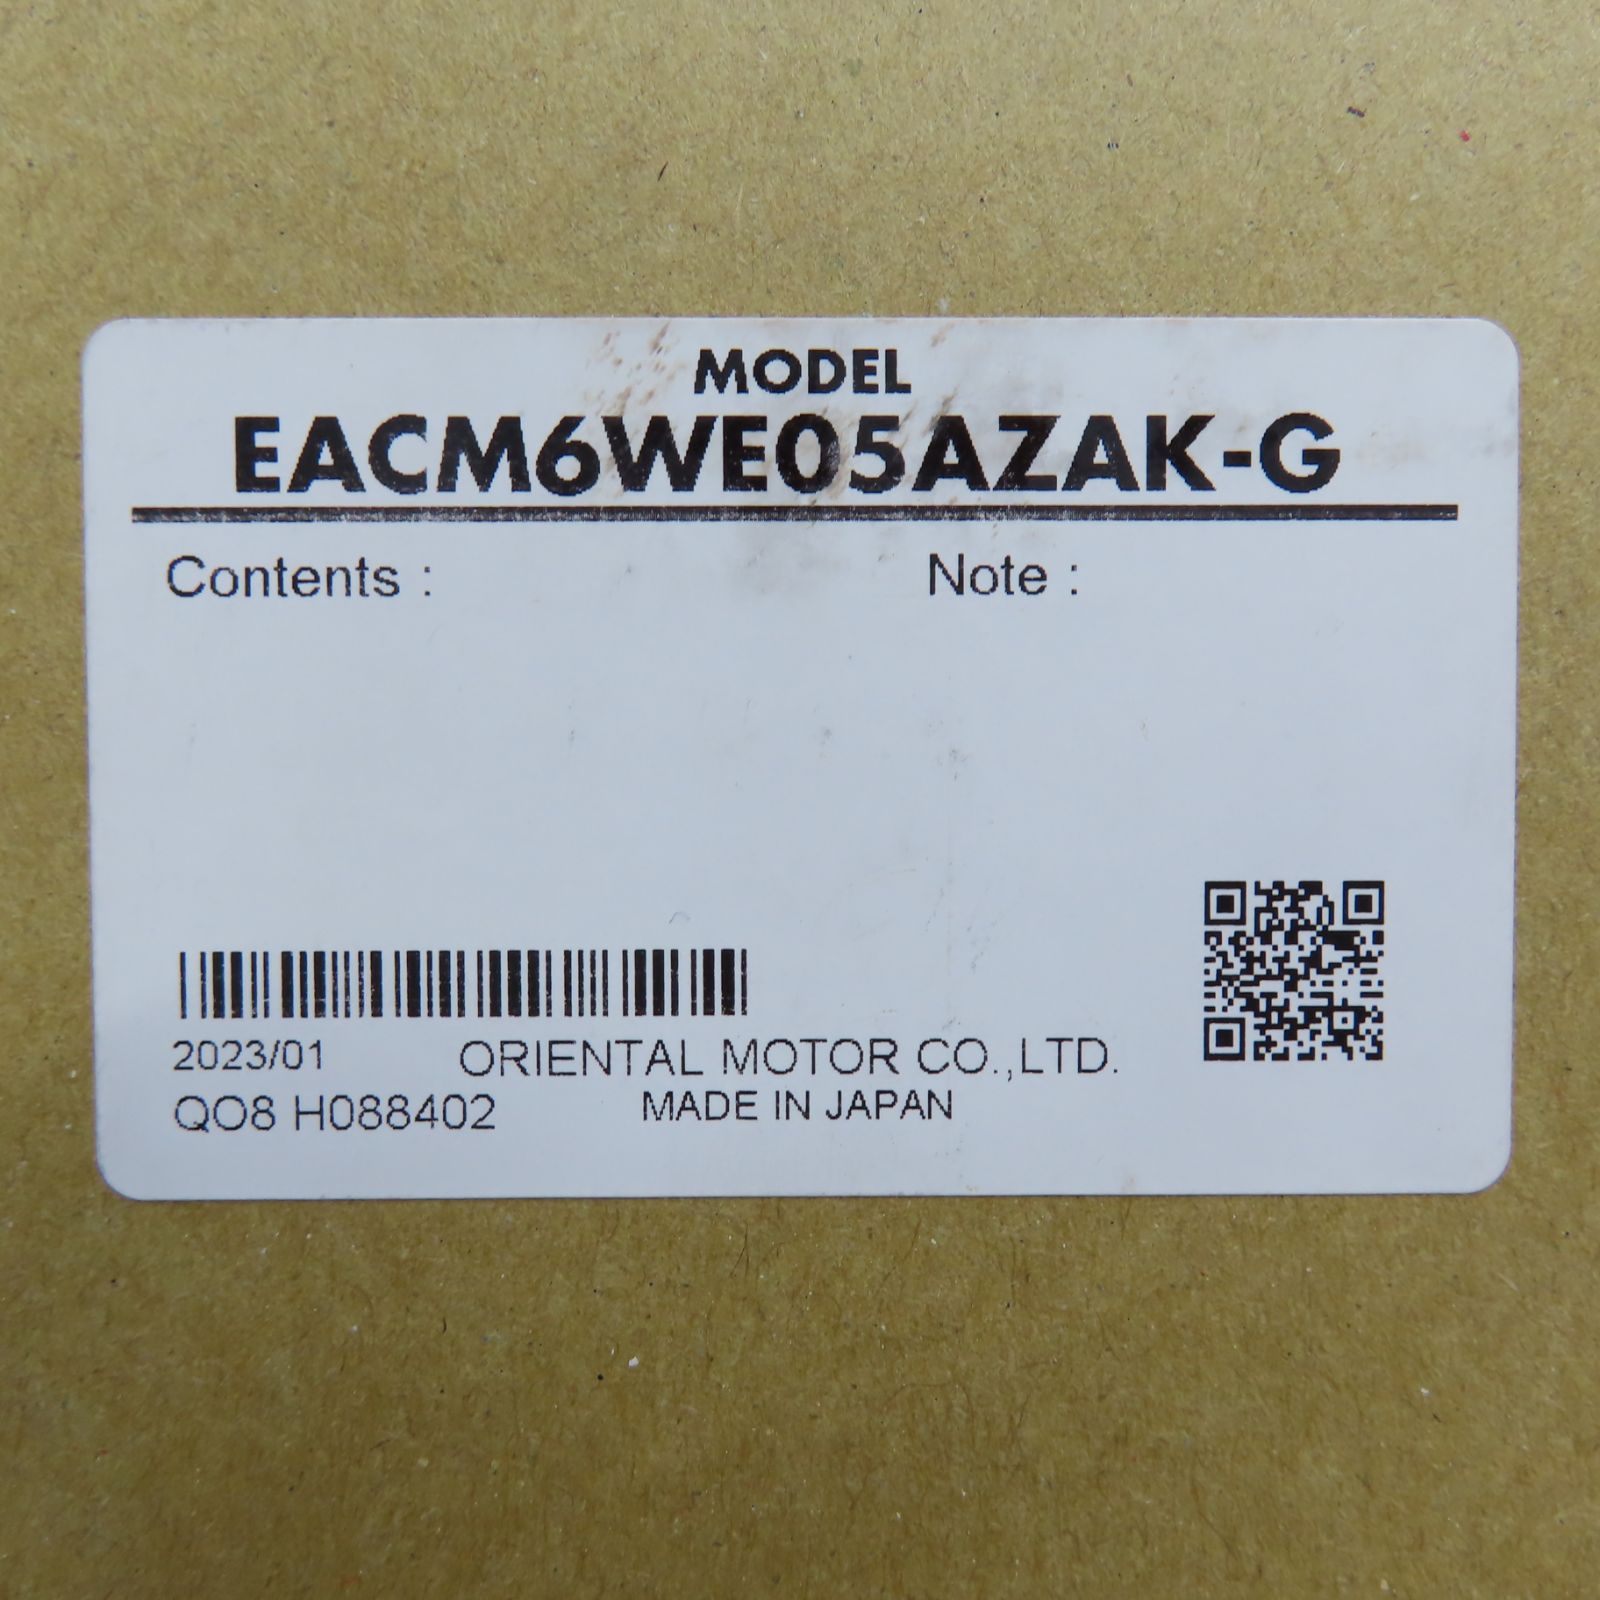 MODEL
EACM6WE05AZAK-G
Contents :
Note :
2023/01
ORIENTAL MOTOR CO.,LTD.
QO8 H088402
MADE IN JAPAN